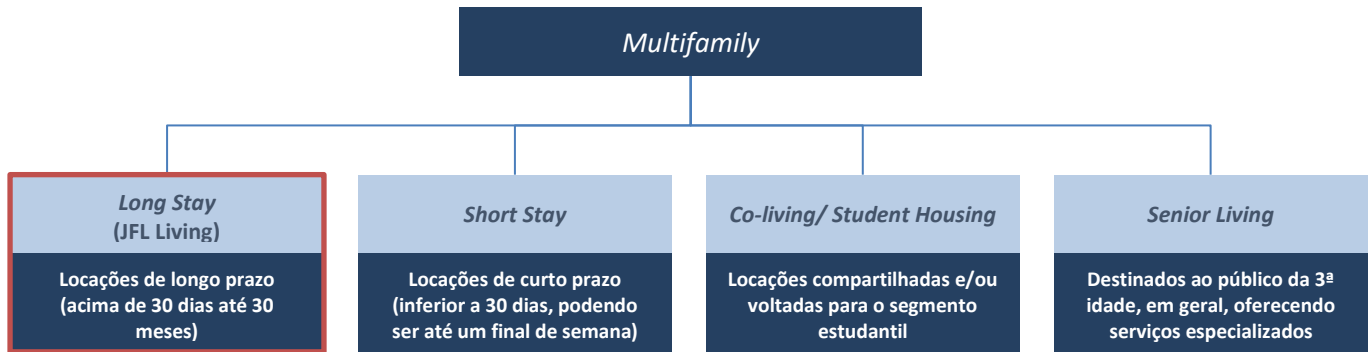 Multifamily
Long Stay
(JFL Living)
Locações de longo prazo
(acima de 30 dias até 30
meses)
Short Stay
Locações de curto prazo
(inferior a 30 dias, podendo
ser até um final de semana)
Co-living/ Student Housing
Locações compartilhadas e/ou
voltadas para o segmento
estudantil
Senior Living
Destinados ao público da 3ª
idade, em geral, oferecendo
serviços especializados